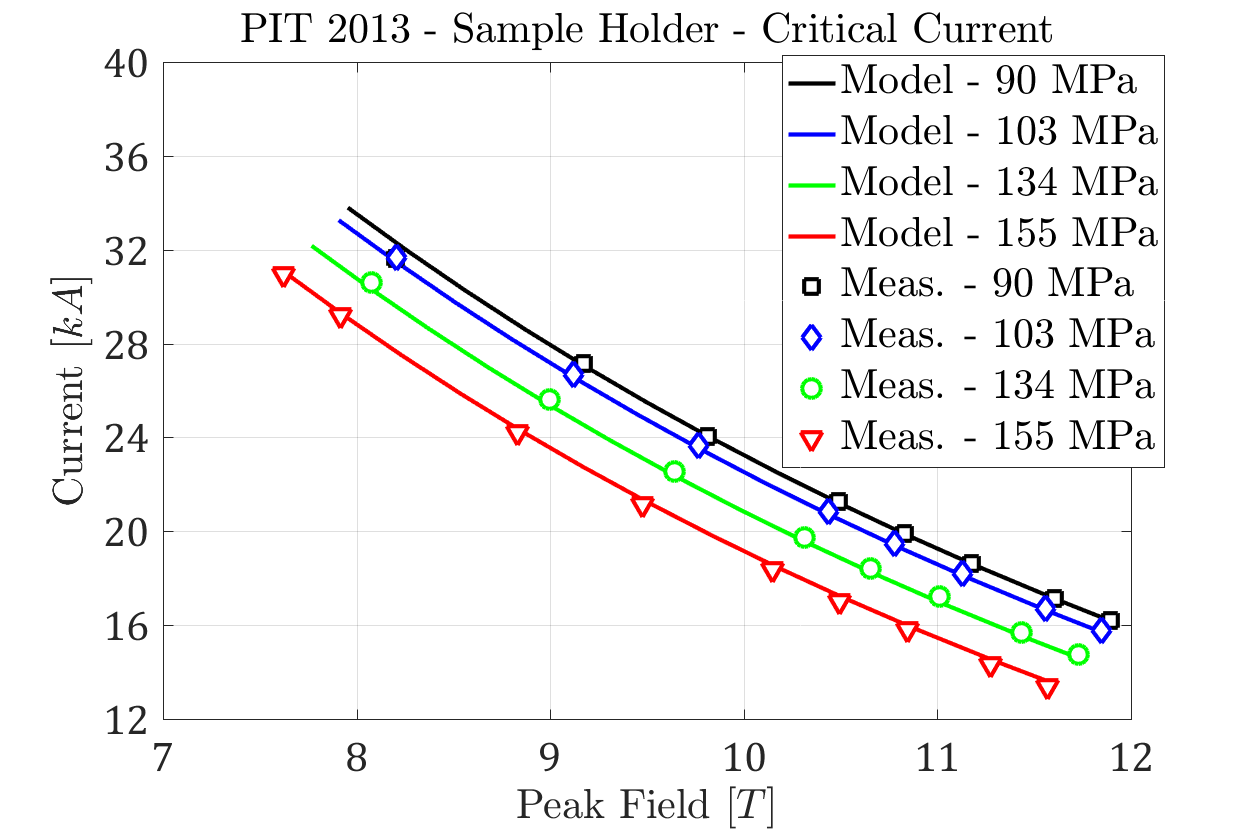 PIT 2013 - Sample Holder - Critical Current
40
36
32
28
24
20
16
12
Current [kA]
Model - 90 MPa
Model - 103 MPa
Model - 134 MPa
Model - 155 MPa
Meas. - 90 MPa
Meas. - 103 MPa
Meas. - 134 MPa
Meas. - 155 MPa
7 8 9 10 11 12
Peak Field [T]